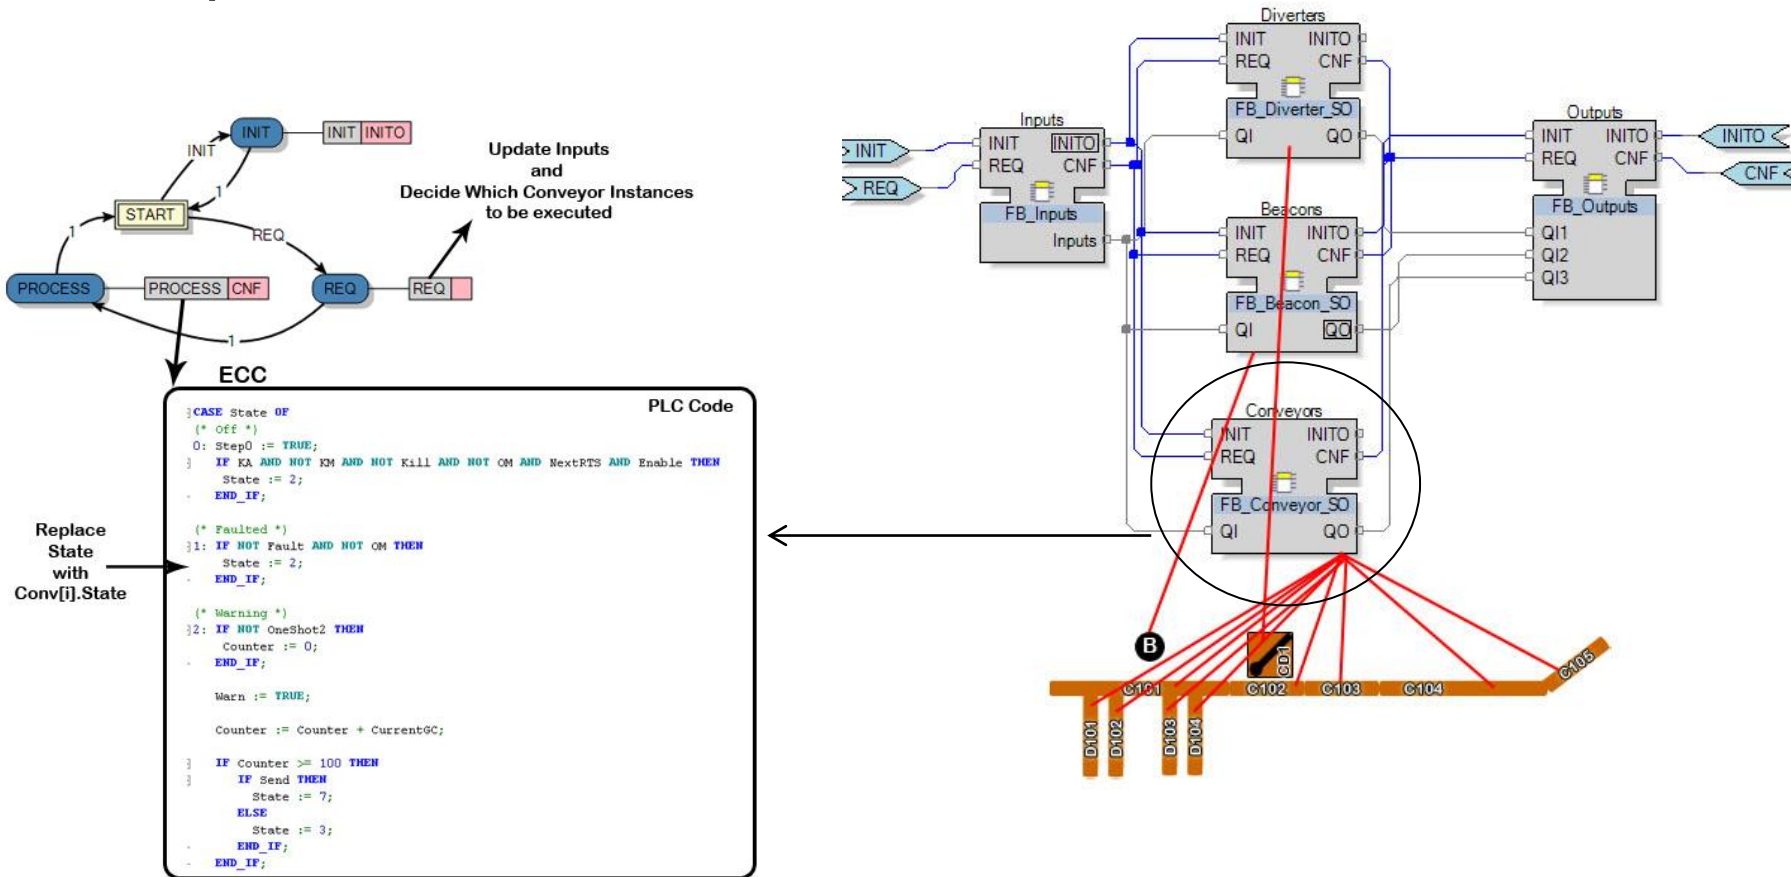 INIT
INIT INITO
INIT
1
START
REQ
1
PROCESS
PROCESS CNF
REQ
REQ
1
Update Inputs
and
Decide Which Conveyor Instances
to be executed
ECC
PLC Code
CASE State OF
(* Off *)
0: Step0 := TRUE;
IF KA AND NOT KM AND NOT Kill AND NOT OM AND NextRTS AND Enable THEN
State := 2;
END_IF;
(* Faulted *)
1: IF NOT Fault AND NOT OM THEN
State := 2;
END_IF;
(* Warning *)
2: IF NOT OneShot2 THEN
Counter := 0;
END_IF;
Warn := TRUE;
Counter := Counter + CurrentGC;
IF Counter >= 100 THEN
IF Send THEN
State := 7;
ELSE
State := 3;
END_IF;
END_IF;
Replace
State
with
Conv[i].State
INIT
REQ
Inputs
INIT INITO
REQ CNF
FB_Inputs
Inputs
Diverters
INIT INITO
REQ CNF
FB_Diverter_SO
QI QO
Beacons
INIT INITO
REQ CNF
FB_Beacon_SO
QI QO
Conveyors
INIT INITO
REQ CNF
FB_Conveyor_SO
QI QO
Outputs
INIT INITO
REQ CNF
FB_Outputs
QI1
QI2
QI3
INITO
CNF
B
CD1
C101 C102 C103 C104 C105
D101 D102 D103 D104